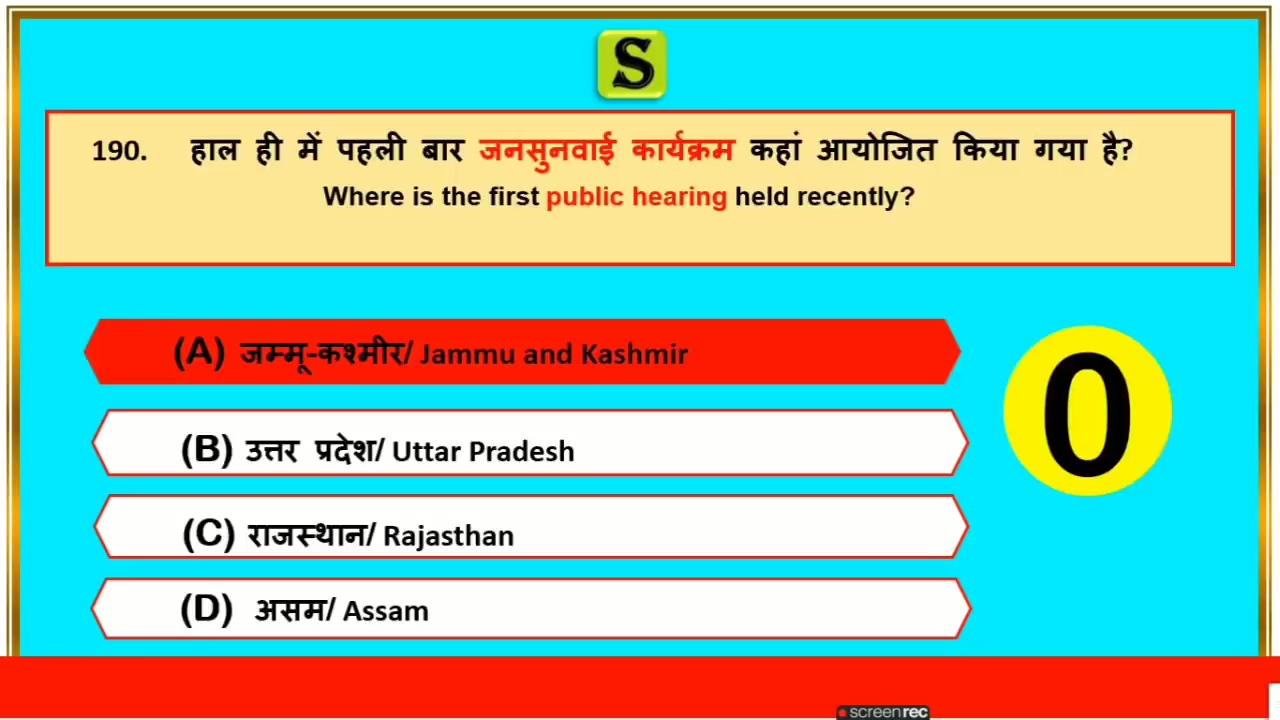 S
190. हाल ही में पहली बार जनसुनवाई कार्यक्रम कहां आयोजित किया गया है?
Where is the first public hearing held recently?
(A) जम्मू-कश्मीर/ Jammu and Kashmir
(B) उत्तर प्रदेश/ Uttar Pradesh
(C) राजस्थान/ Rajasthan
(D) असम/ Assam
0
screenrec